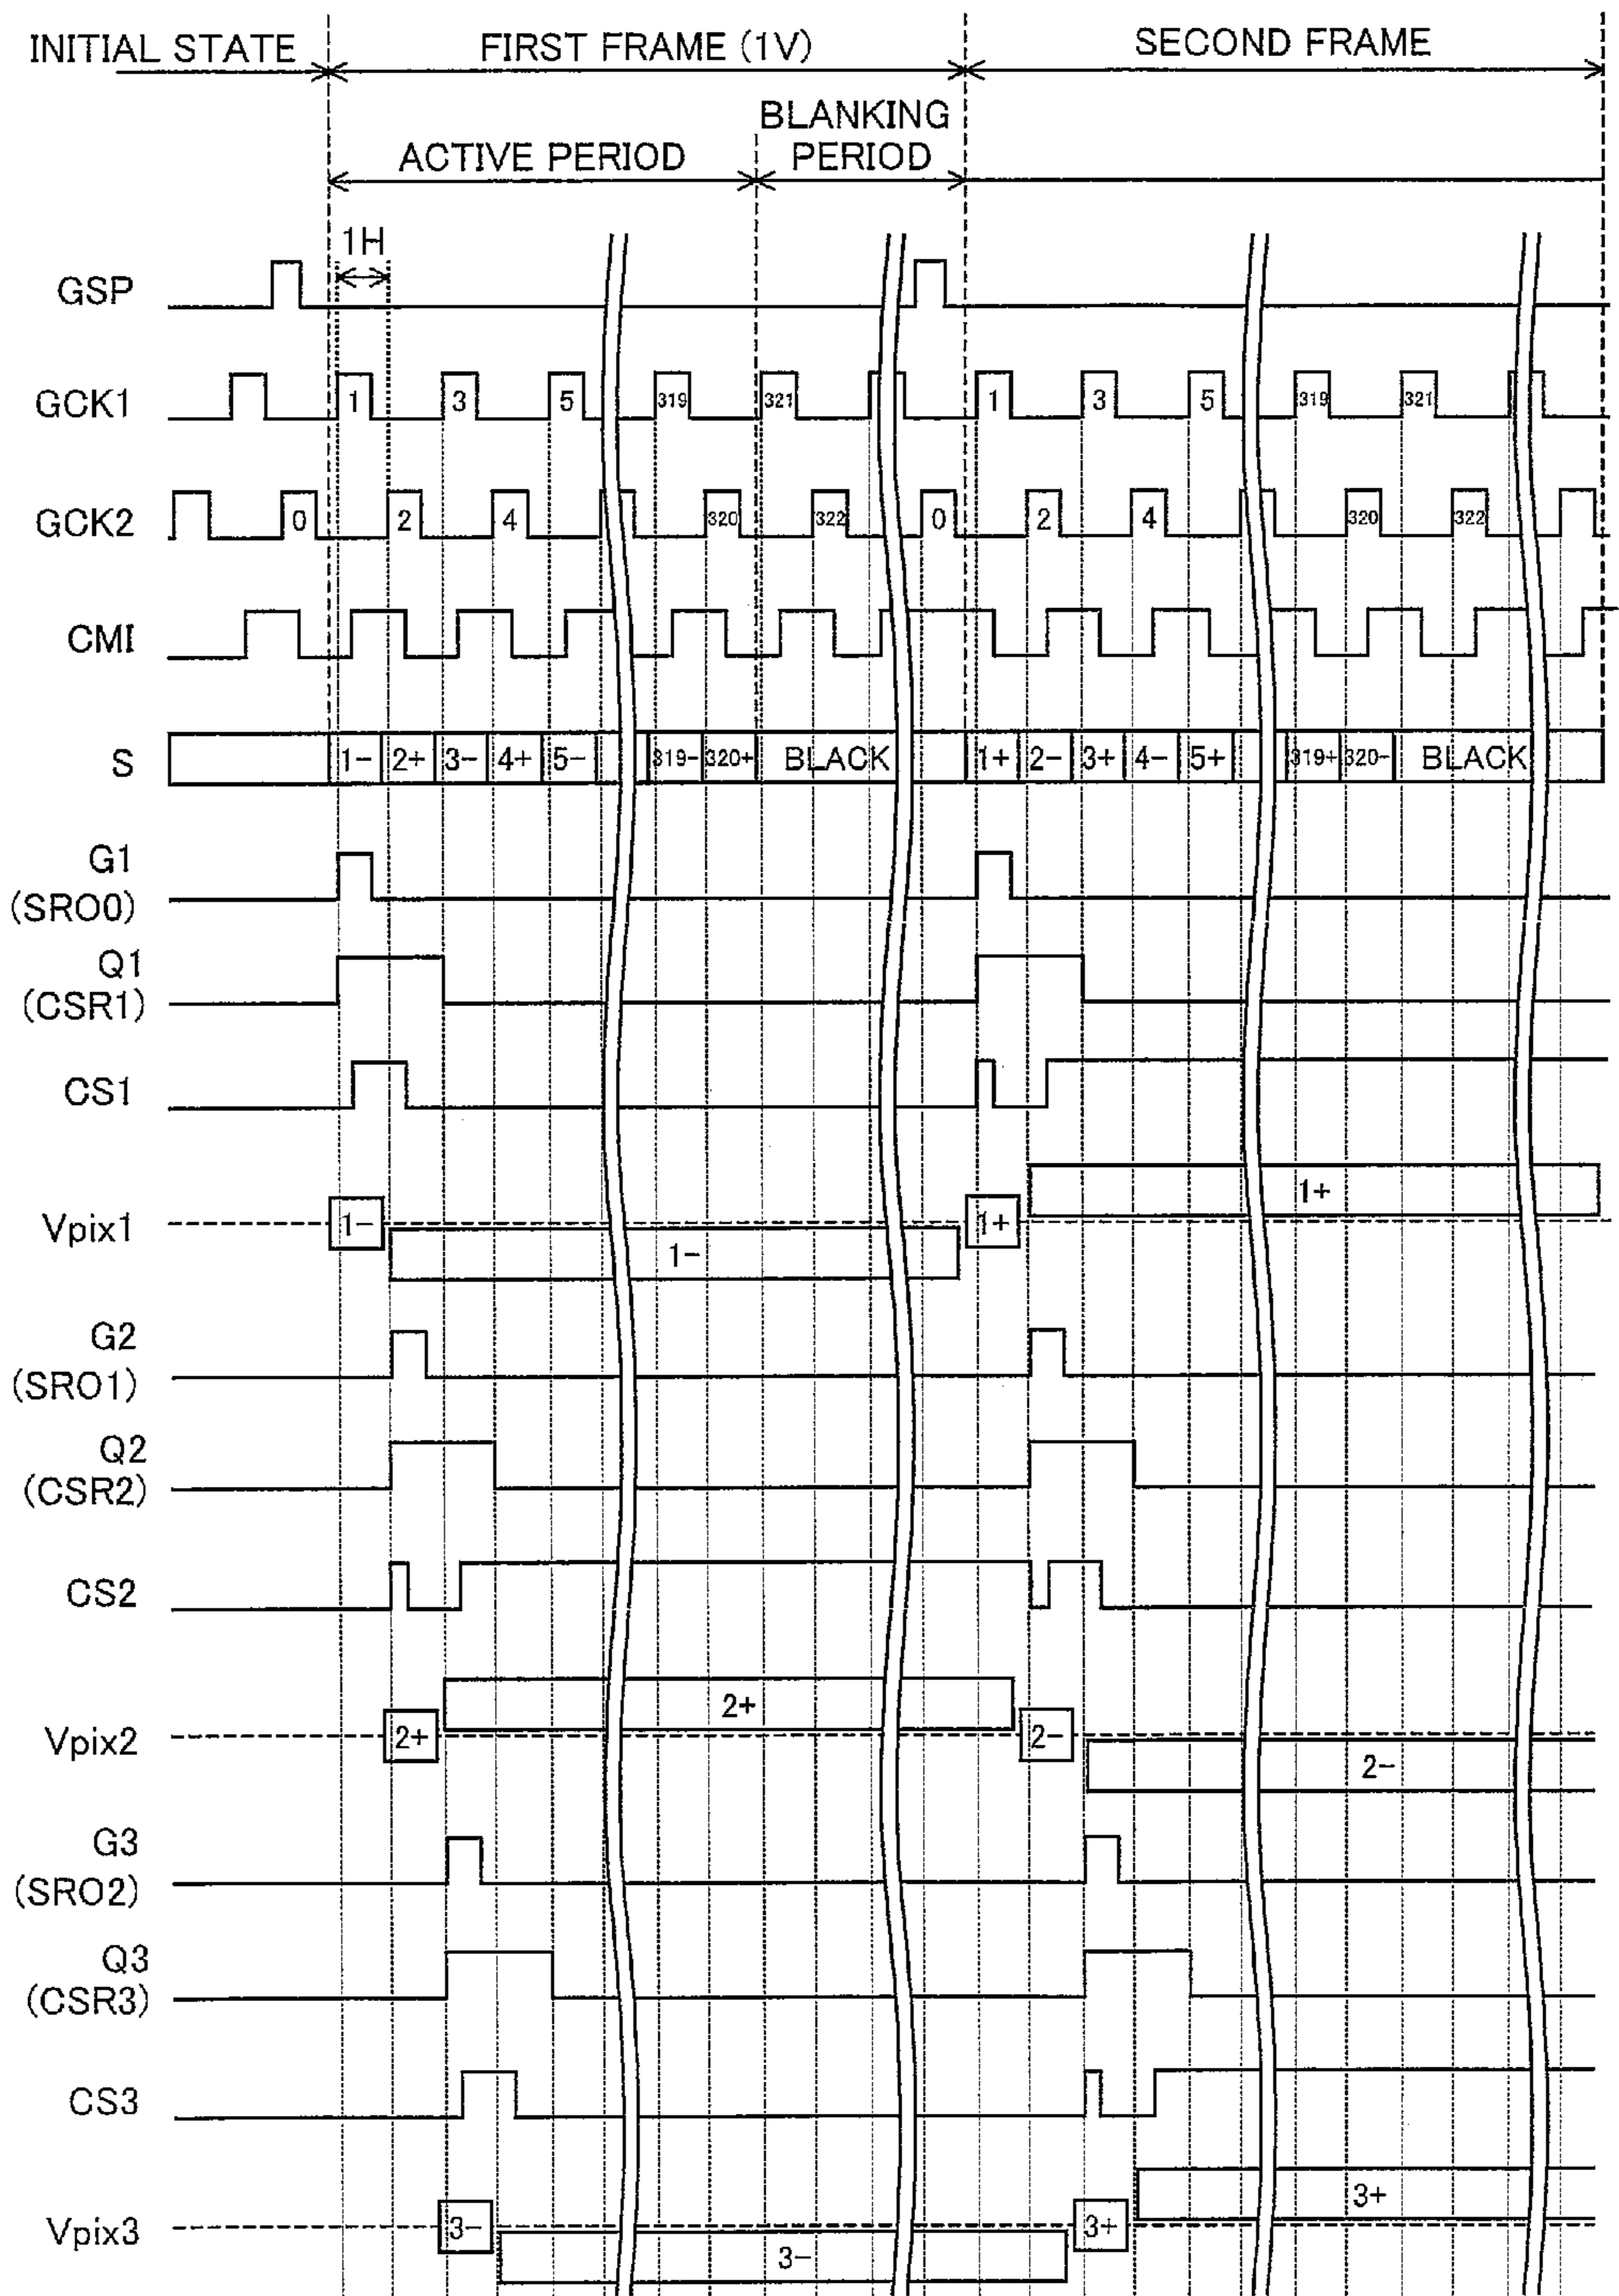 INITIAL STATE FIRST FRAME (1V) SECOND FRAME
BLANKING
ACTIVE PERIOD PERIOD
1H
GSP
GCK1 1 3 5 319 321 1 3 5 319 321
GCK2 0 2 4 320 322 0 2 4 320 322
CMI
S 1− 2+ 3− 4+ 5− 319− 320+ BLACK 1+ 2− 3+ 4− 5+ 319+ 320− BLACK
G1
(SRO0)
Q1
(CSR1)
CS1
1+
Vpix1 1− 1+
1−
G2
(SRO1)
Q2
(CSR2)
CS2
2+
Vpix2 2+ 2−
2−
G3
(SRO2)
Q3
(CSR3)
CS3
3+
Vpix3 3− 3+
3−